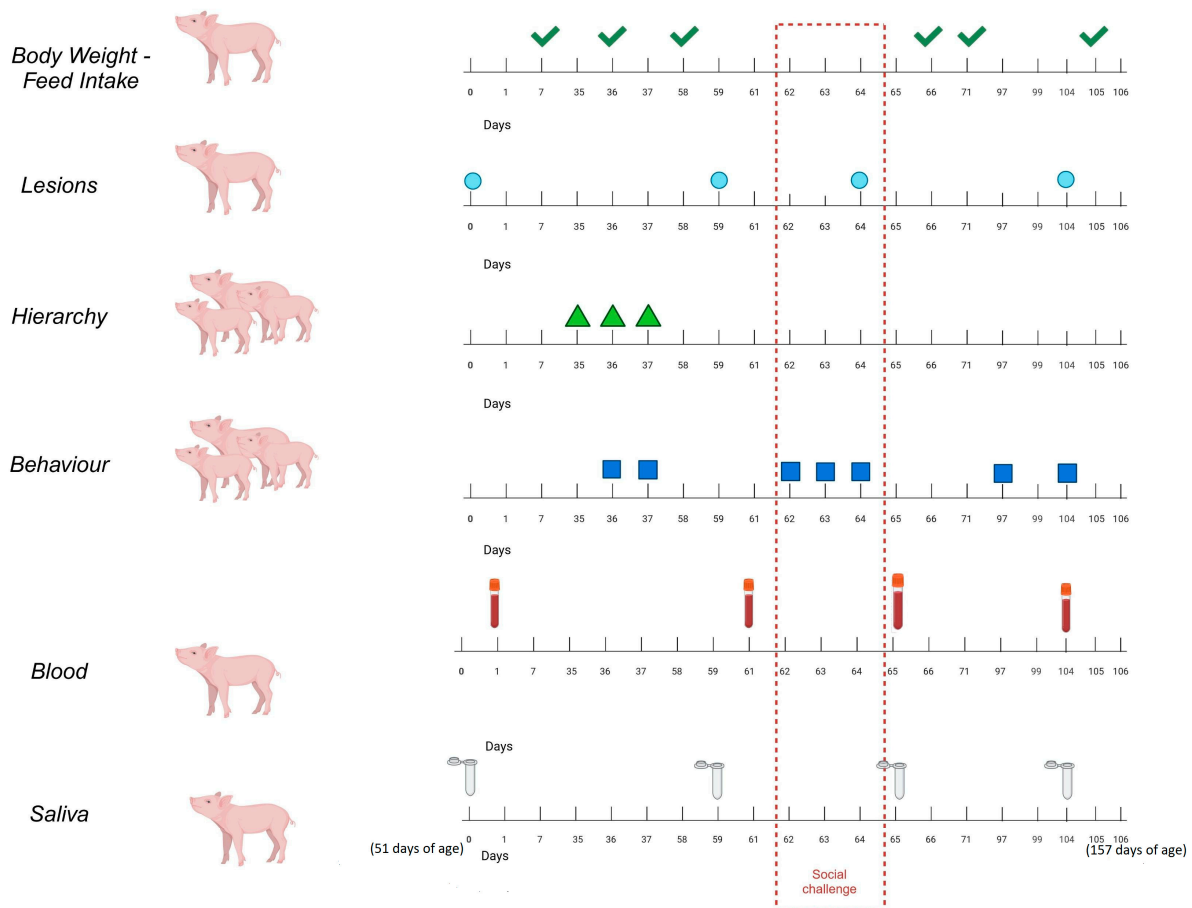 Body Weight -
Feed Intake
0 1 7 35 36 37 58 59 61 62 63 64 65 66 71 97 99 104 105 106
Days
Lesions
0 1 7 35 36 37 58 59 61 62 63 64 65 66 71 97 99 104 105 106
Days
Hierarchy
0 1 7 35 36 37 58 59 61 62 63 64 65 66 71 97 99 104 105 106
Days
Behaviour
0 1 7 35 36 37 58 59 61 62 63 64 65 66 71 97 99 104 105 106
Days
Blood
0 1 7 35 36 37 58 59 61 62 63 64 65 66 71 97 99 104 105 106
Days
Saliva
0 1 7 35 36 37 58 59 61 62 63 64 65 66 71 97 99 104 105 106
(51 days of age)
Days
(157 days of age)
Social
challenge